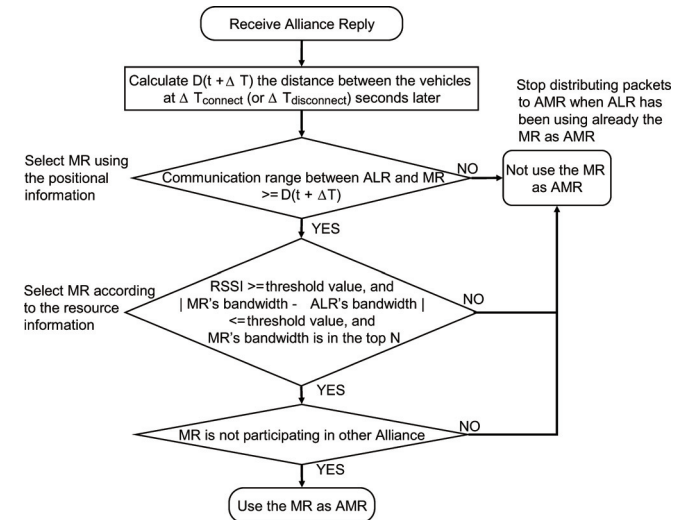 Receive Alliance Reply
Calculate D(t +Δ T) the distance between the vehicles
at Δ Tconnect (or Δ Tdisconnect) seconds later
Stop distributing packets
to AMR when ALR has
been using already the
MR as AMR
Select MR using
the positional
information
Communication range between ALR and MR
>= D(t + ΔT)
NO
Not use the MR
as AMR
YES
Select MR according
to the resource
information
RSSI >=threshold value, and
| MR's bandwidth - ALR's bandwidth |
<=threshold value, and
MR's bandwidth is in the top N
NO
YES
MR is not participating in other Alliance
NO
YES
Use the MR as AMR